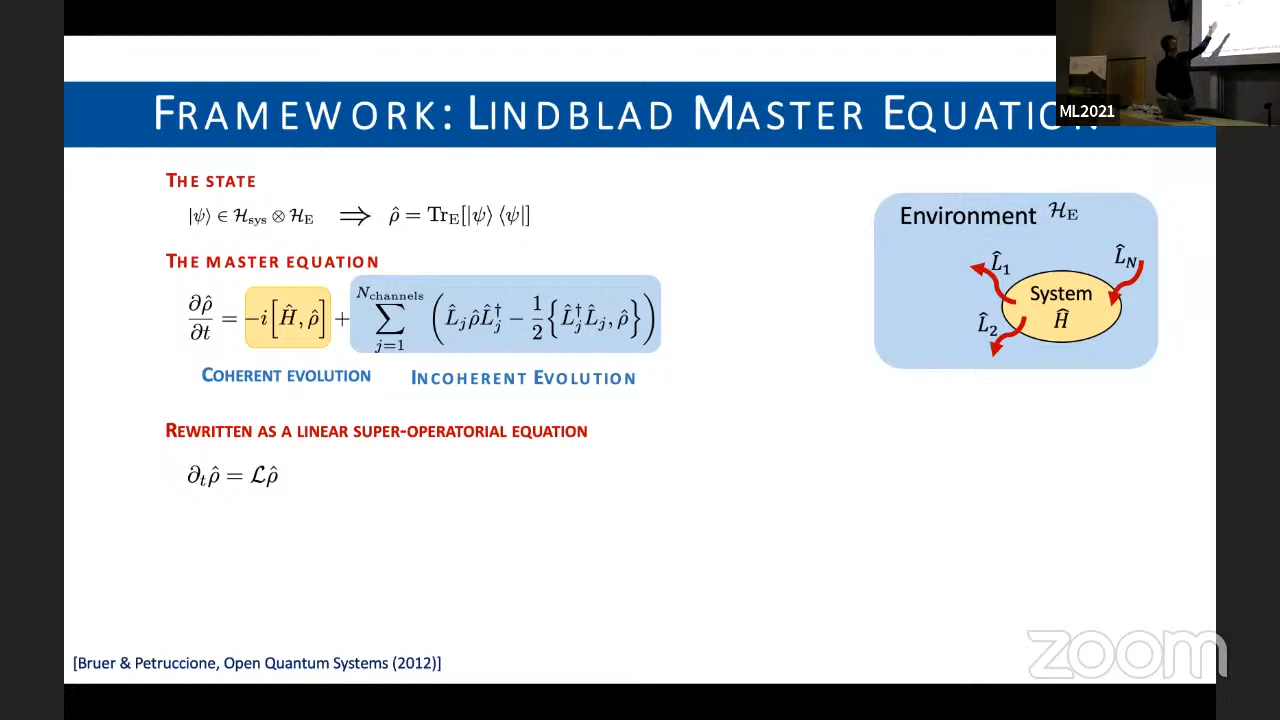 FRAMEWORK: LINDBLAD MASTER EQUATION
ML2021
THE STATE
|ψ⟩ ∈ ℋ_sys ⊗ ℋ_E ⟹ ρ̂ = Tr_E[|ψ⟩ ⟨ψ|]
THE MASTER EQUATION
∂ρ̂/∂t = -i[Ĥ, ρ̂] + ∑_{j=1}^{N_channels} (L̂_j ρ̂ L̂_j^† − 1/2 {L̂_j^† L̂_j, ρ̂})
COHERENT EVOLUTION
INCOHERENT EVOLUTION
REWRITTEN AS A LINEAR SUPER-OPERATORIAL EQUATION
∂_t ρ̂ = ℒρ̂
Environment ℋ_E
L̂_1
L̂_N
System
Ĥ
L̂_2
[Bruer & Petruccione, Open Quantum Systems (2012)]
zoom